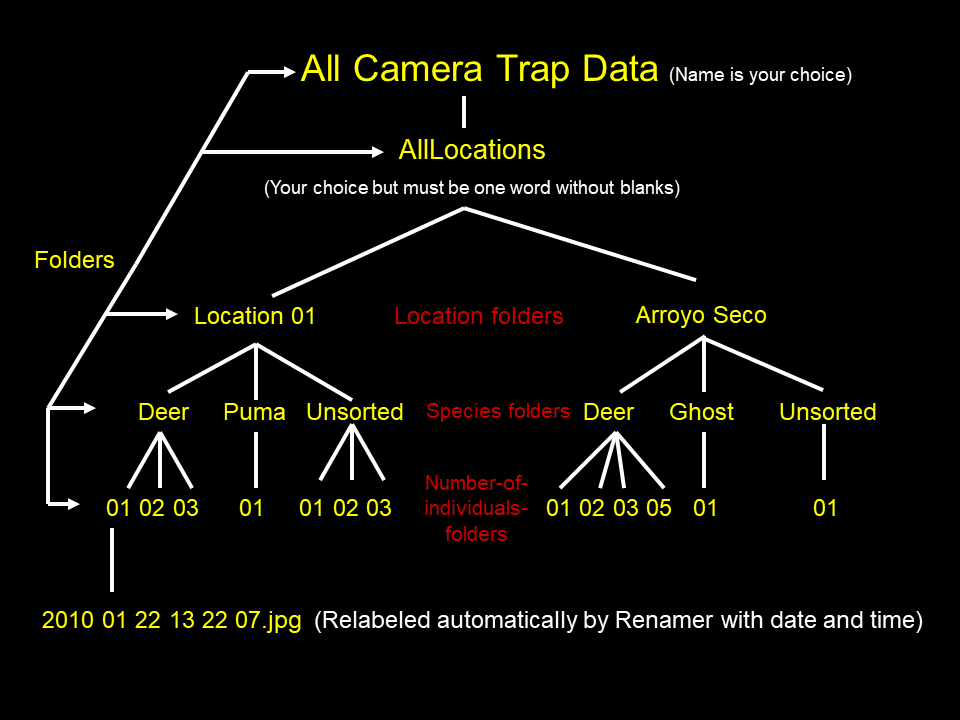 All Camera Trap Data (Name is your choice)
AllLocations
(Your choice but must be one word without blanks)
Folders
Location 01 Location folders Arroyo Seco
Deer Puma Unsorted Species folders Deer Ghost Unsorted
Number-of-
individuals-
folders
01 02 03 01 01 02 03 01 02 03 05 01 01
2010 01 22 13 22 07.jpg (Relabeled automatically by Renamer with date and time)